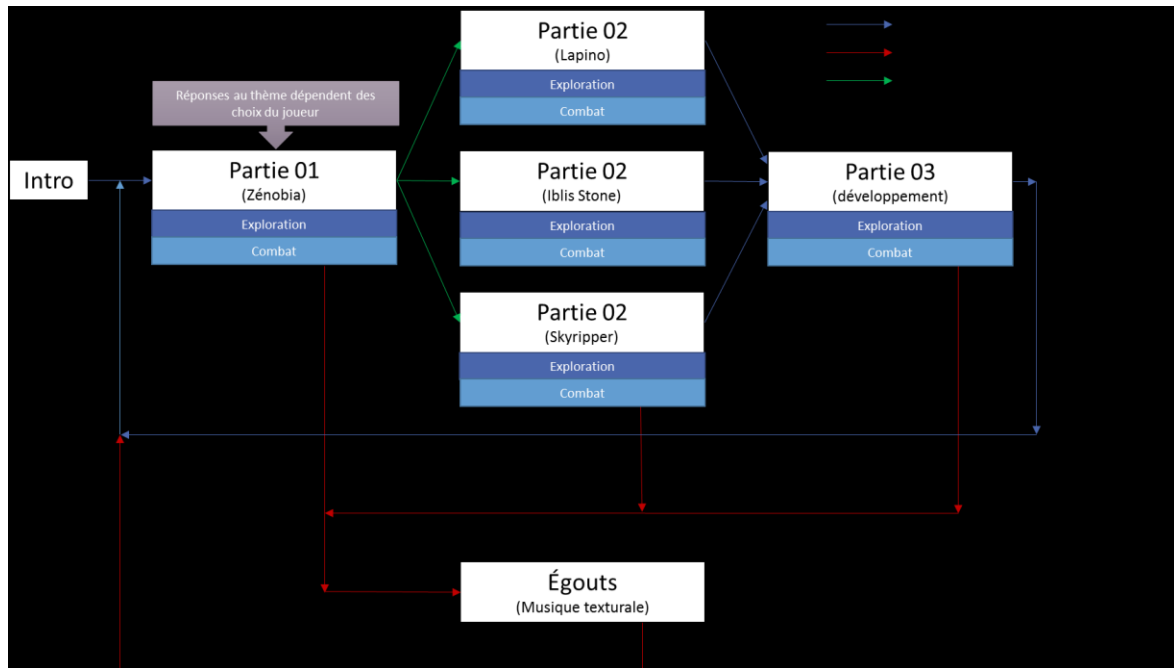 Partie 02
(Lapino)
Exploration
Combat
Réponses au thème dépendent des
choix du joueur
Intro
Partie 01
(Zénobia)
Exploration
Combat
Partie 02
(Iblis Stone)
Exploration
Combat
Partie 03
(développement)
Exploration
Combat
Partie 02
(Skyripper)
Exploration
Combat
Égouts
(Musique texturale)